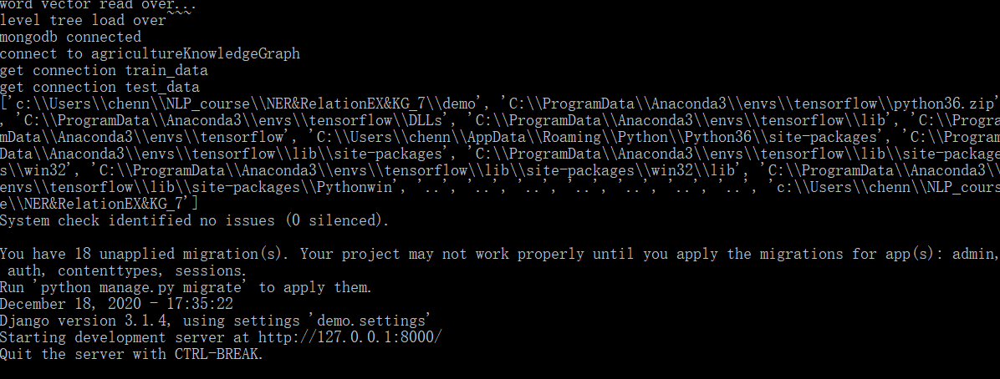 word vector read over...
level tree load over~~~
mongodb connected
connect to agricultureKnowledgeGraph
get connection train_data
get connection test_data
['c:\\Users\\chenn\\NLP_course\\NER&RelationEX&KG_7\\demo', 'C:\\ProgramData\\Anaconda3\\envs\\tensorflow\\python36.zip'
, 'C:\\ProgramData\\Anaconda3\\envs\\tensorflow\\DLLs', 'C:\\ProgramData\\Anaconda3\\envs\\tensorflow\\lib', 'C:\\Progra
mData\\Anaconda3\\envs\\tensorflow', 'C:\\Users\\chenn\\AppData\\Roaming\\Python\\Python36\\site-packages', 'C:\\Program
Data\\Anaconda3\\envs\\tensorflow\\lib\\site-packages', 'C:\\ProgramData\\Anaconda3\\envs\\tensorflow\\lib\\site-package
s\\win32', 'C:\\ProgramData\\Anaconda3\\envs\\tensorflow\\lib\\site-packages\\win32\\lib', 'C:\\ProgramData\\Anaconda3\\
envs\\tensorflow\\lib\\site-packages\\Pythonwin', '..', '..', '..', '..', '..', '..', '..', '..', 'c:\\Users\\chenn\\NLP_cours
e\\NER&RelationEX&KG_7']
System check identified no issues (0 silenced).
You have 18 unapplied migration(s). Your project may not work properly until you apply the migrations for app(s): admin,
auth, contenttypes, sessions.
Run 'python manage.py migrate' to apply them.
December 18, 2020 - 17:35:22
Django version 3.1.4, using settings 'demo.settings'
Starting development server at http://127.0.0.1:8000/
Quit the server with CTRL-BREAK.